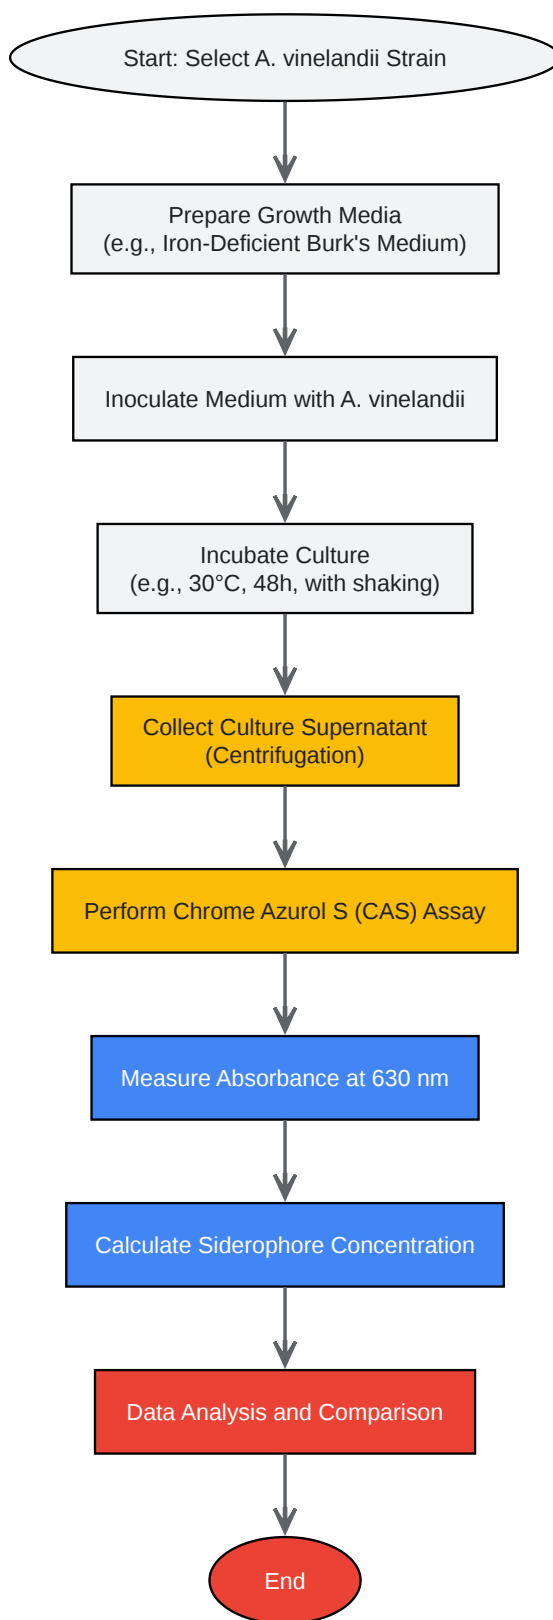 Start: Select A. vinelandii Strain
Prepare Growth Media
(e.g., Iron-Deficient Burk's Medium)
Inoculate Medium with A. vinelandii
Incubate Culture
(e.g., 30°C, 48h, with shaking)
Collect Culture Supernatant
(Centrifugation)
Perform Chrome Azurol S (CAS) Assay
Measure Absorbance at 630 nm
Calculate Siderophore Concentration
Data Analysis and Comparison
End